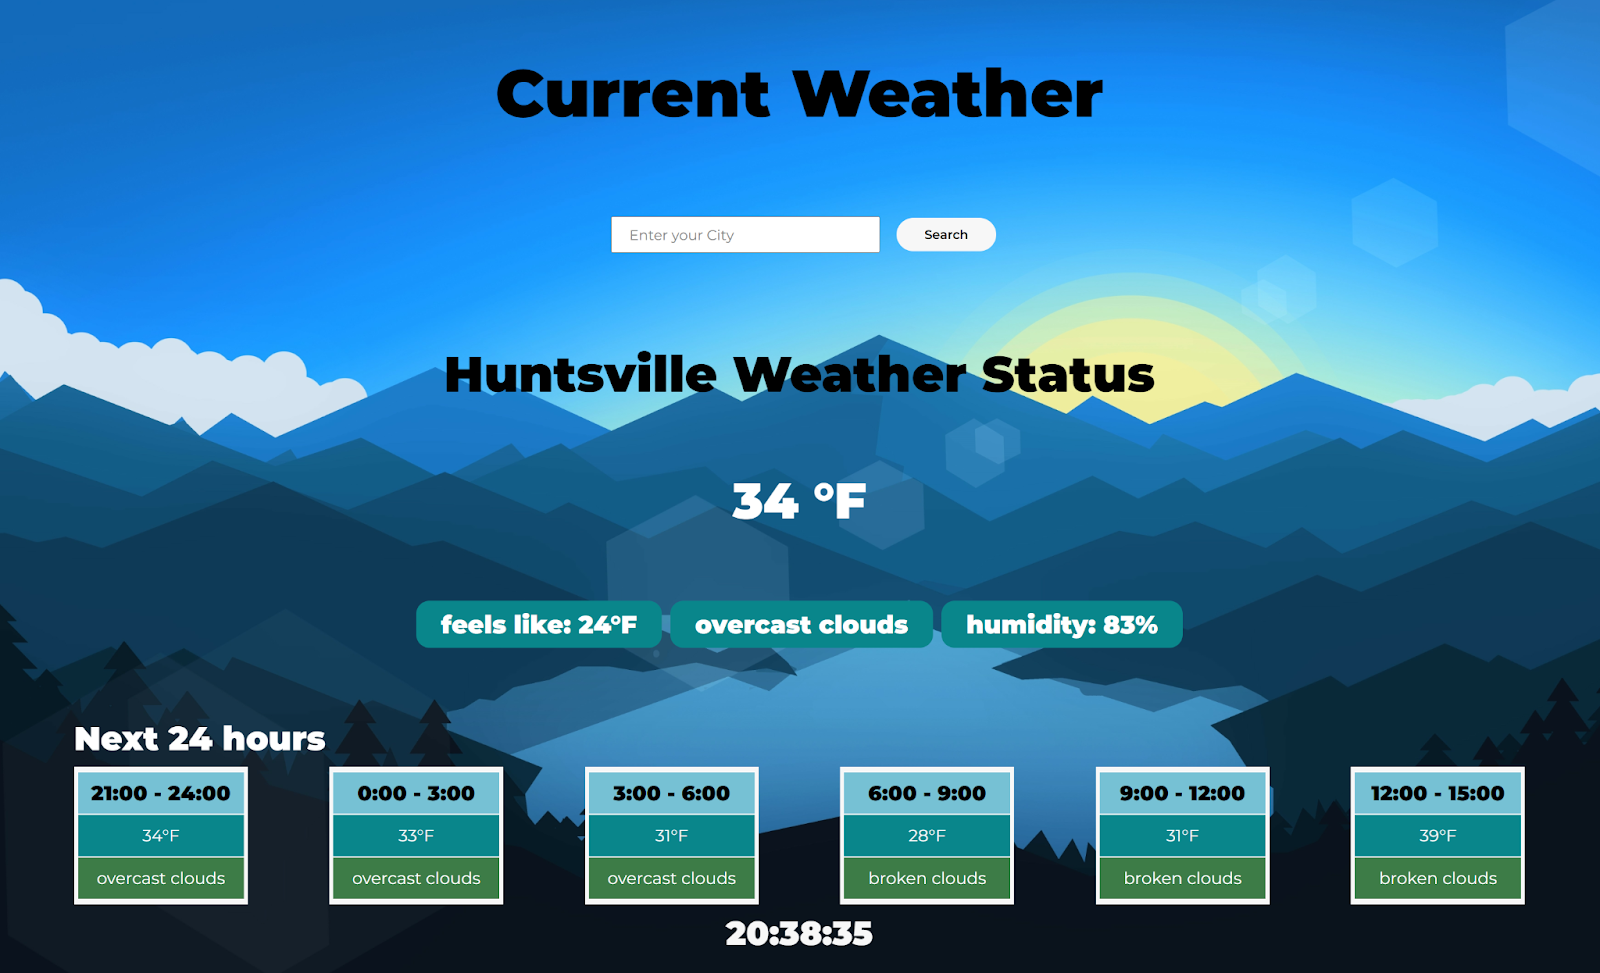 Current Weather
Enter your City
Search
Huntsville Weather Status
34 °F
feels like: 24°F
overcast clouds
humidity: 83%
Next 24 hours
21:00 - 24:00
34°F
overcast clouds
0:00 - 3:00
33°F
overcast clouds
3:00 - 6:00
31°F
overcast clouds
6:00 - 9:00
28°F
broken clouds
9:00 - 12:00
31°F
broken clouds
12:00 - 15:00
39°F
broken clouds
20:38:35